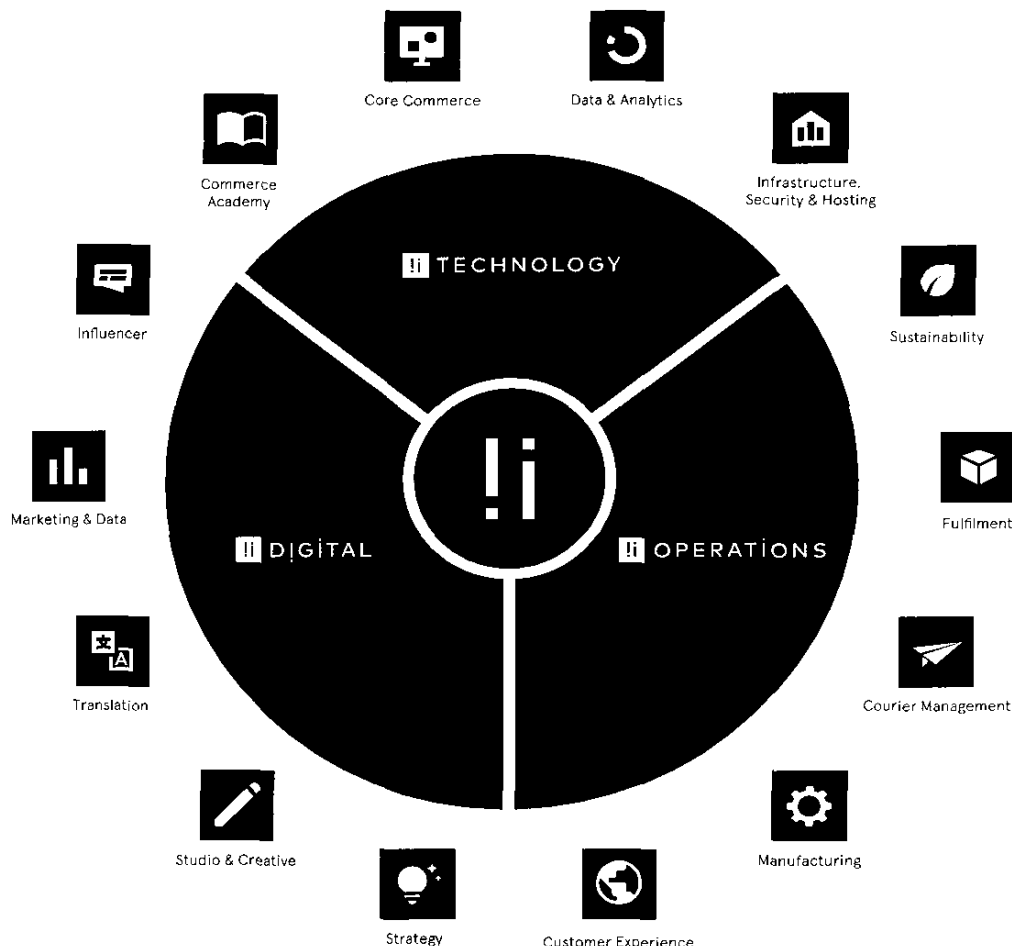 Core Commerce
Data & Analytics
Commerce
Academy
Infrastructure,
Security & Hosting
!i TECHNOLOGY
Influencer
Sustainability
!i
Marketing & Data
Fulfilment
!i DIGITAL
!i OPERATIONS
Translation
Courier Management
Studio & Creative
Manufacturing
Strategy
Customer Experience
文
A